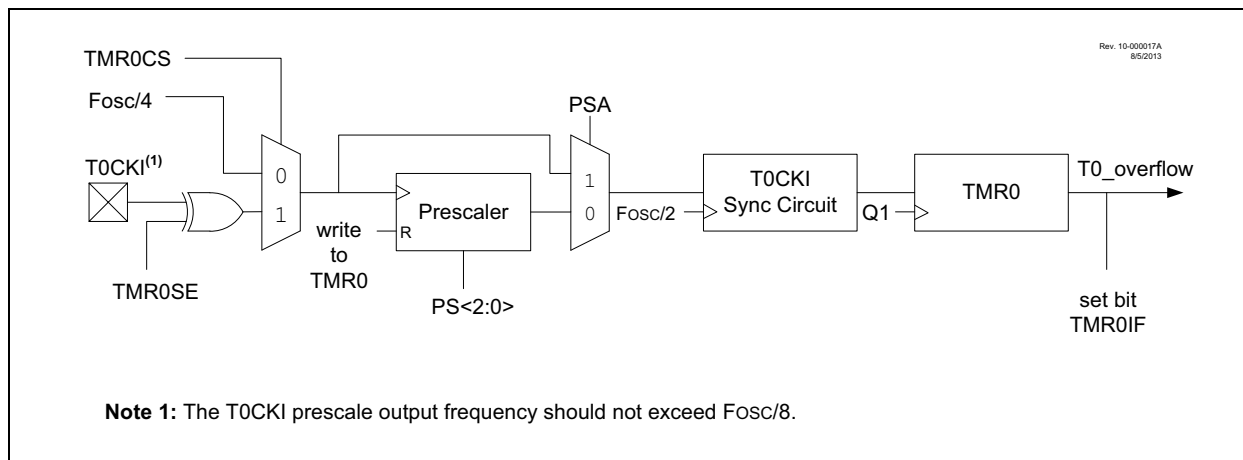 Rev. 10-000017A
8/5/2013
TMR0CS
Fosc/4
PSA
T0CKI(1)
0
1
1
0
T0CKI
Sync Circuit
TMR0
T0_overflow
Prescaler
R
FOSC/2
Q1
write
to
TMR0
TMR0SE
PS<2:0>
set bit
TMR0IF
Note 1: The T0CKI prescale output frequency should not exceed FOSC/8.